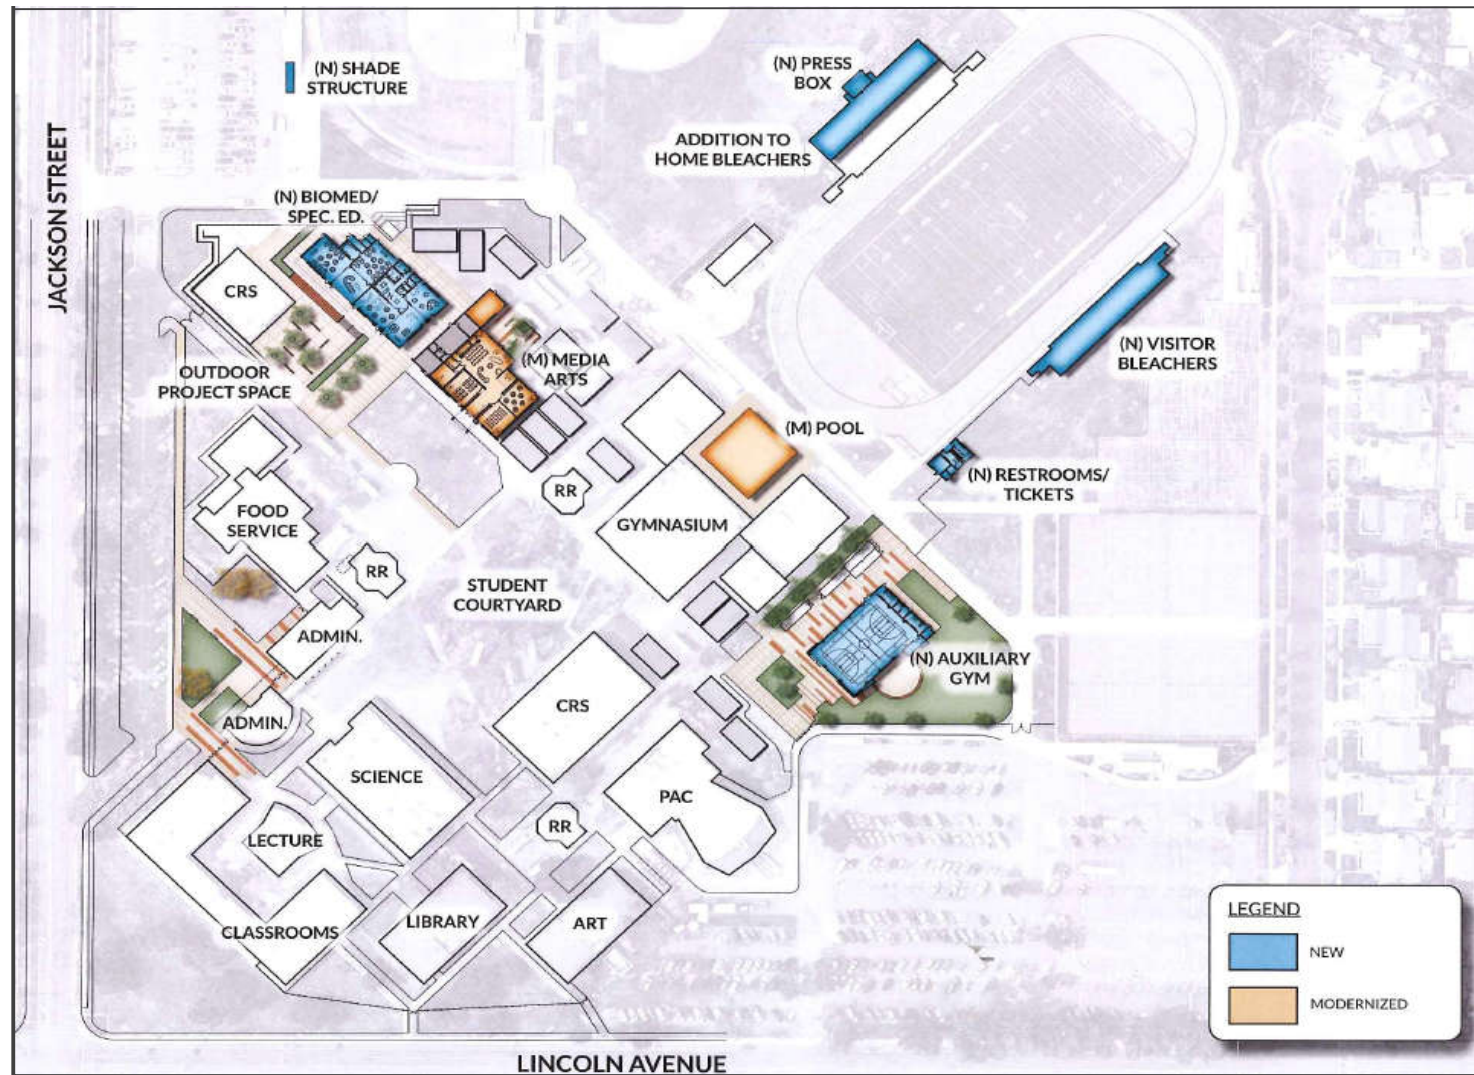 (N) SHADE
STRUCTURE
(N) PRESS
BOX
ADDITION TO
HOME BLEACHERS
JACKSON STREET
(N) BIOMED/
SPEC. ED.
CRS
(N) VISITOR
BLEACHERS
(M) MEDIA
ARTS
OUTDOOR
PROJECT SPACE
(M) POOL
(N) RESTROOMS/
TICKETS
RR
FOOD
SERVICE
GYMNASIUM
RR
STUDENT
COURTYARD
ADMIN.
(N) AUXILIARY
GYM
CRS
ADMIN.
SCIENCE
PAC
LECTURE
RR
CLASSROOMS
LIBRARY
ART
LEGEND
NEW
MODERNIZED
LINCOLN AVENUE